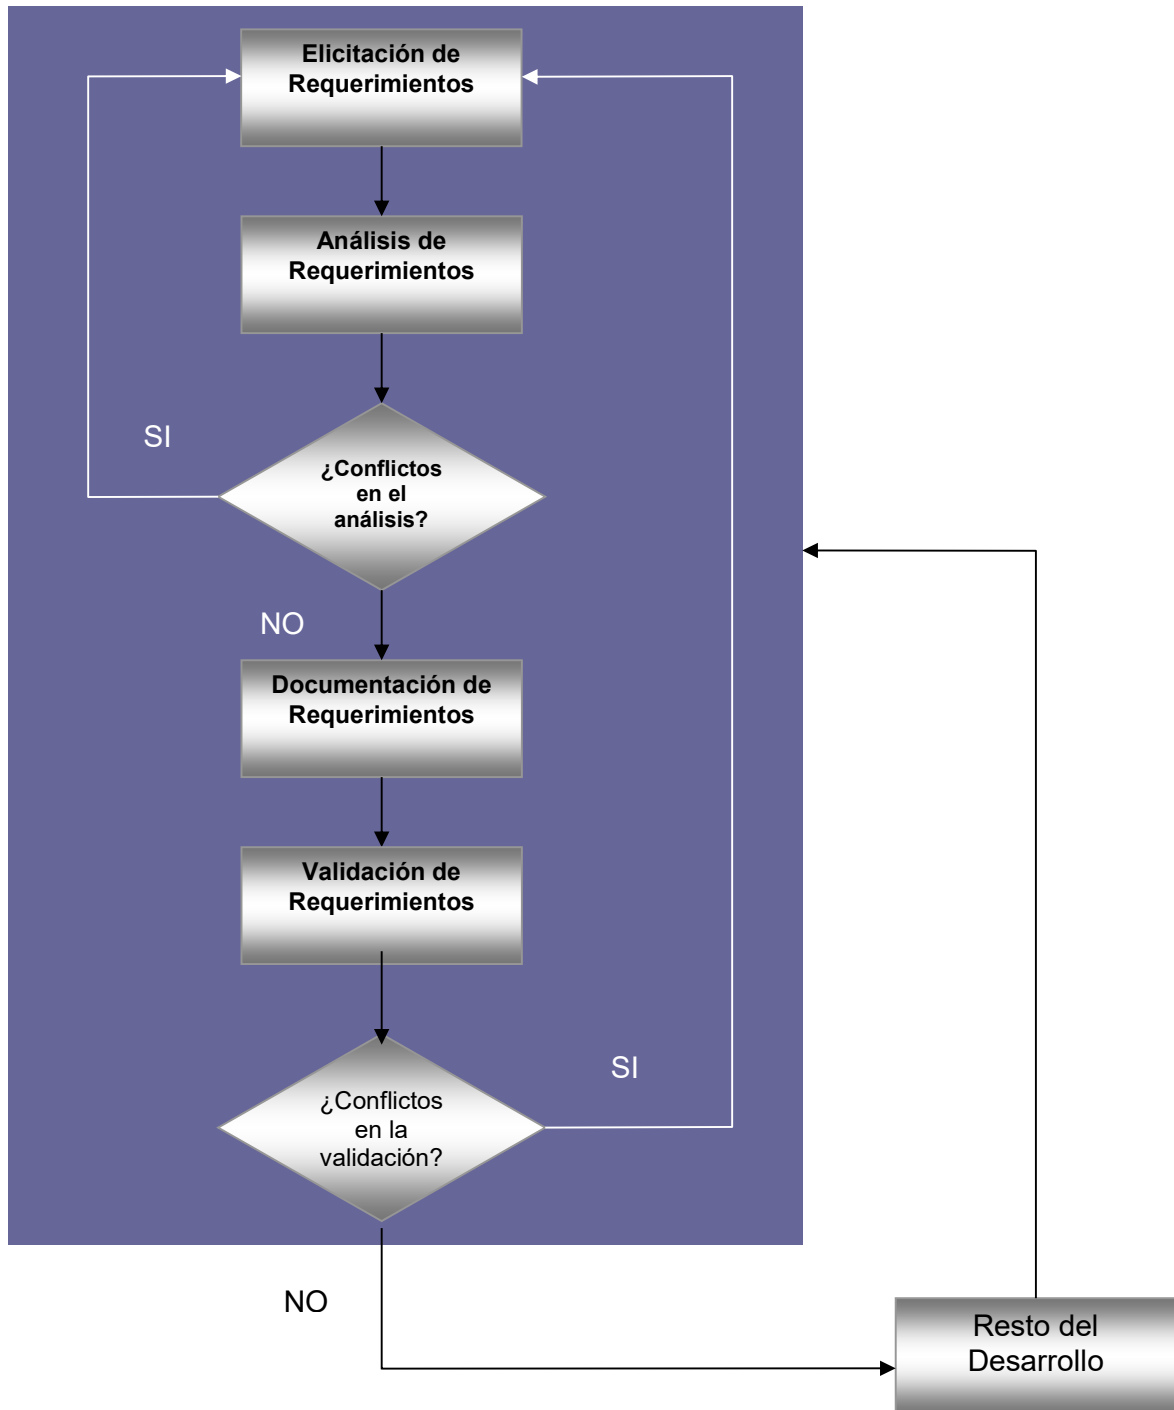 Elicitación de
Requerimientos
Análisis de
Requerimientos
SI
¿Conflictos
en el
análisis?
NO
Documentación de
Requerimientos
Validación de
Requerimientos
SI
¿Conflictos
en la
validación?
NO
Resto del
Desarrollo